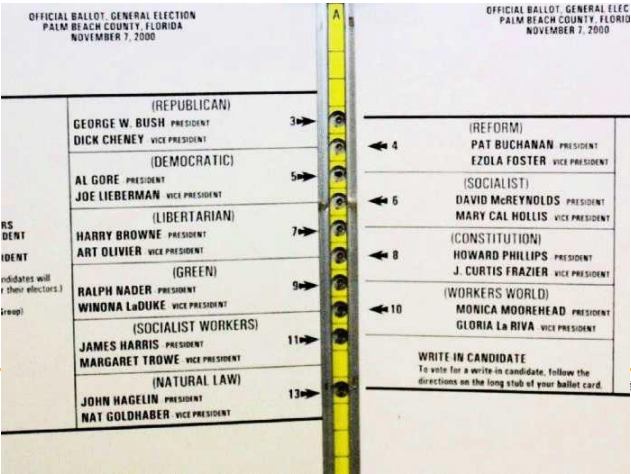 OFFICIAL BALLOT, GENERAL ELECTION
PALM BEACH COUNTY, FLORIDA
NOVEMBER 7, 2000
(REPUBLICAN)
GEORGE W. BUSH PRESIDENT
DICK CHENEY VICE PRESIDENT
3
(DEMOCRATIC)
AL GORE PRESIDENT
JOE LIEBERMAN VICE PRESIDENT
5
(LIBERTARIAN)
HARRY BROWNE PRESIDENT
ART OLIVIER VICE PRESIDENT
7
(GREEN)
RALPH NADER PRESIDENT
WINONA LaDUKE VICE PRESIDENT
9
(SOCIALIST WORKERS)
JAMES HARRIS PRESIDENT
MARGARET TROWE VICE PRESIDENT
11
(NATURAL LAW)
JOHN HAGELIN PRESIDENT
NAT GOLDHABER VICE PRESIDENT
13
RS
DENT
IDENT
ndidates will
r their electors.)
Group)
A
OFFICIAL BALLOT, GENERAL ELEC
PALM BEACH COUNTY, FLORID
NOVEMBER 7, 2000
(REFORM)
4
PAT BUCHANAN PRESIDENT
EZOLA FOSTER VICE PRESIDENT
(SOCIALIST)
6
DAVID McREYNOLDS PRESIDENT
MARY CAL HOLLIS VICE PRESIDENT
(CONSTITUTION)
8
HOWARD PHILLIPS PRESIDENT
J. CURTIS FRAZIER VICE PRESIDENT
(WORKERS WORLD)
10
MONICA MOOREHEAD PRESIDENT
GLORIA La RIVA VICE PRESIDENT
WRITE IN CANDIDATE
To vote for a write in candidate, follow the
directions on the long stub of your ballot card.